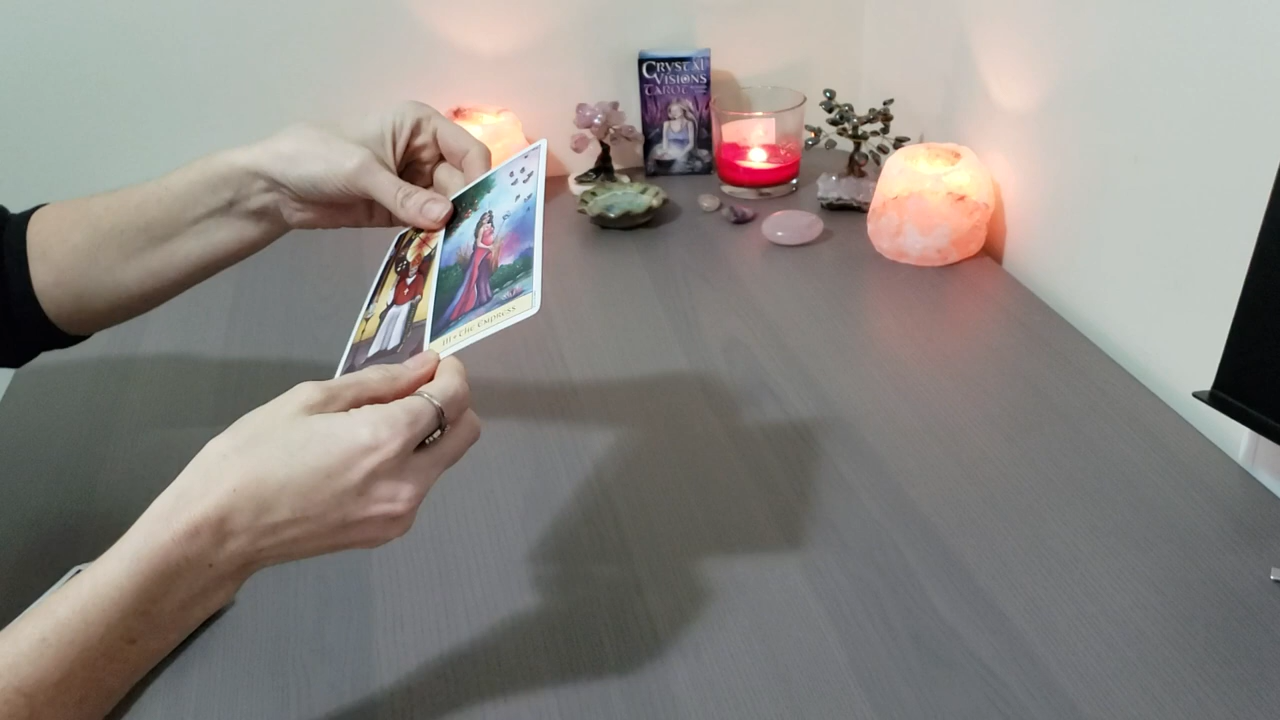 CRYSTAL
VISIONS
TAROT
III • The Empress